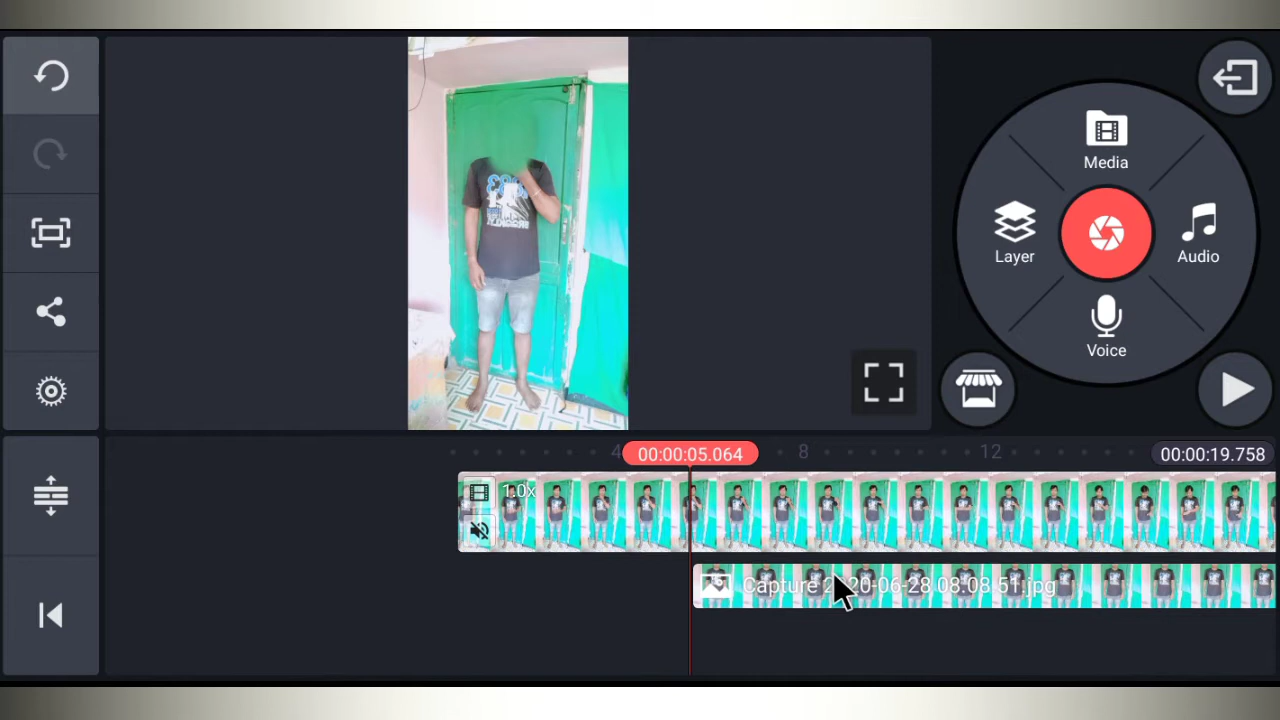 Media
Layer
Audio
Voice
4
00:00:05.064
8
12
00:00:19.758
1.0x
Capture 2020-06-28 08.08.51.jpg